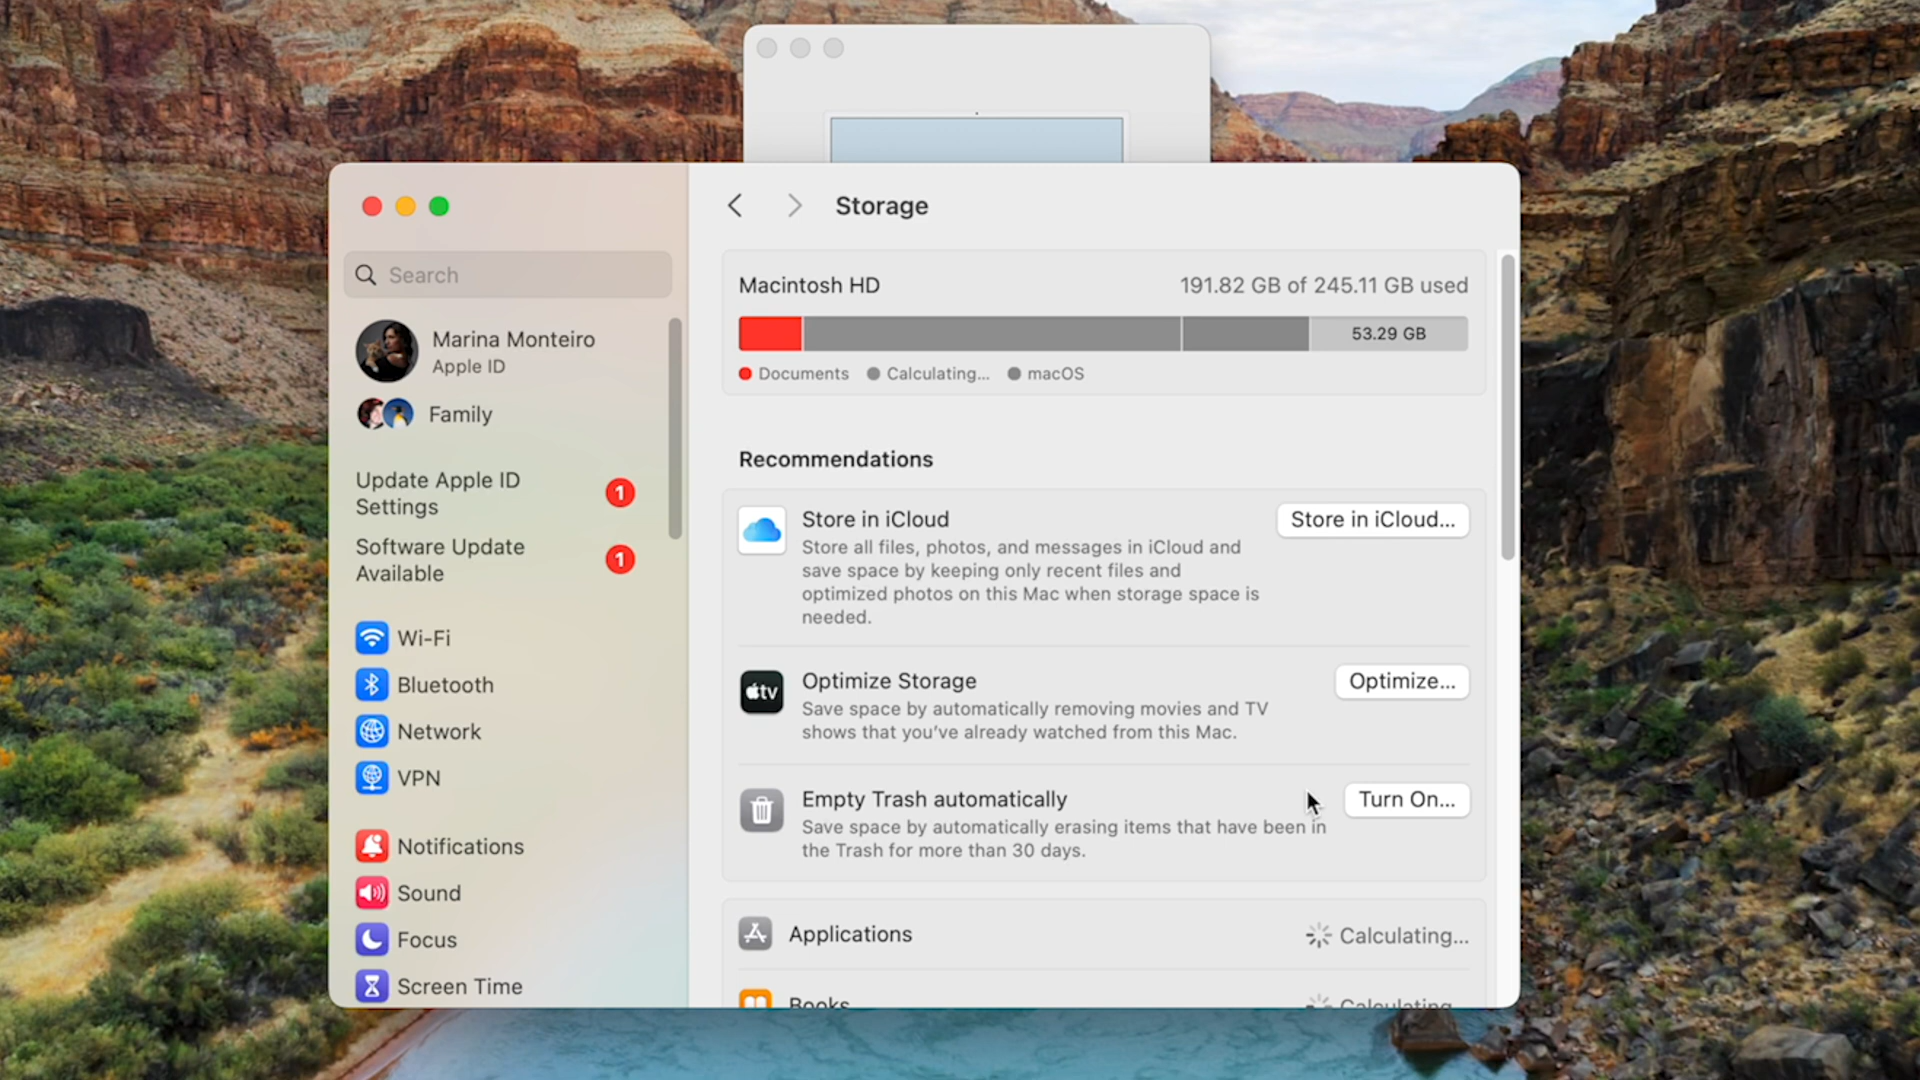 Storage
Search
Marina Monteiro
Apple ID
Family
Update Apple ID
Settings
1
Software Update
Available
1
Wi-Fi
Bluetooth
Network
VPN
Notifications
Sound
Focus
Screen Time
Macintosh HD
191.82 GB of 245.11 GB used
53.29 GB
Documents
Calculating...
macOS
Recommendations
Store in iCloud
Store in iCloud...
Store all files, photos, and messages in iCloud and
save space by keeping only recent files and
optimized photos on this Mac when storage space is
needed.
tv
Optimize Storage
Optimize...
Save space by automatically removing movies and TV
shows that you’ve already watched from this Mac.
Empty Trash automatically
Turn On...
Save space by automatically erasing items that have been in
the Trash for more than 30 days.
Applications
Calculating...
Books
Calculating